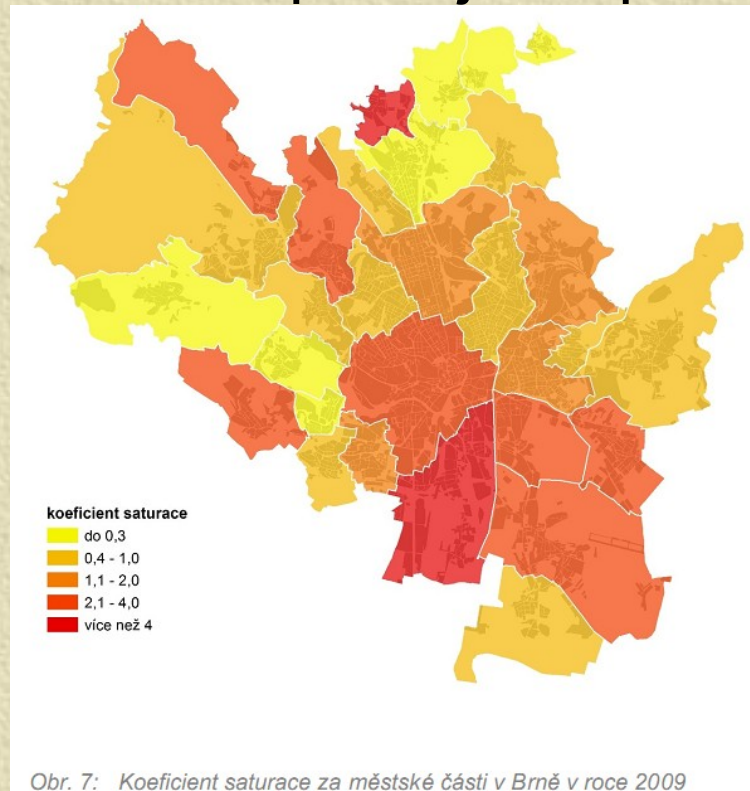 koeficient saturace
do 0,3
0,4 - 1,0
1,1 - 2,0
2,1 - 4,0
více než 4
Obr. 7: Koeficient saturace za městské části v Brně v roce 2009